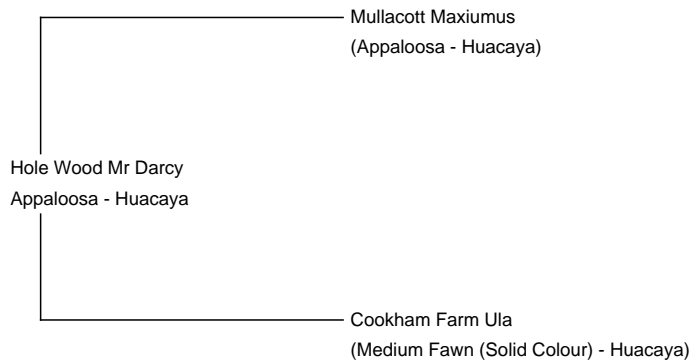 Mullacott Maxiumus
(Appaloosa - Huacaya)
Hole Wood Mr Darcy
Appaloosa - Huacaya
Cookham Farm Ula
(Medium Fawn (Solid Colour) - Huacaya)